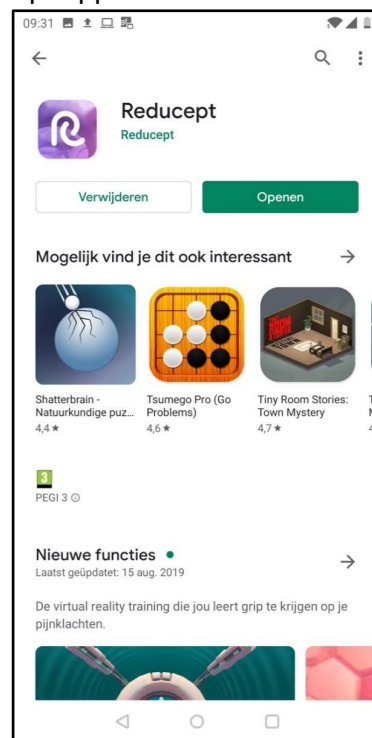 09:31
Reducept
Reducept
Verwijderen
Openen
Mogelijk vind je dit ook interessant
Shatterbrain -
Natuurkundige puz...
4,4★
Tsumego Pro (Go
Problems)
4,6★
Tiny Room Stories:
Town Mystery
4,7★
3
PEGI 3
Nieuwe functies
Laatst geüpdatet: 15 aug. 2019
De virtual reality training die jou leert grip te krijgen op je
pijnklachten.